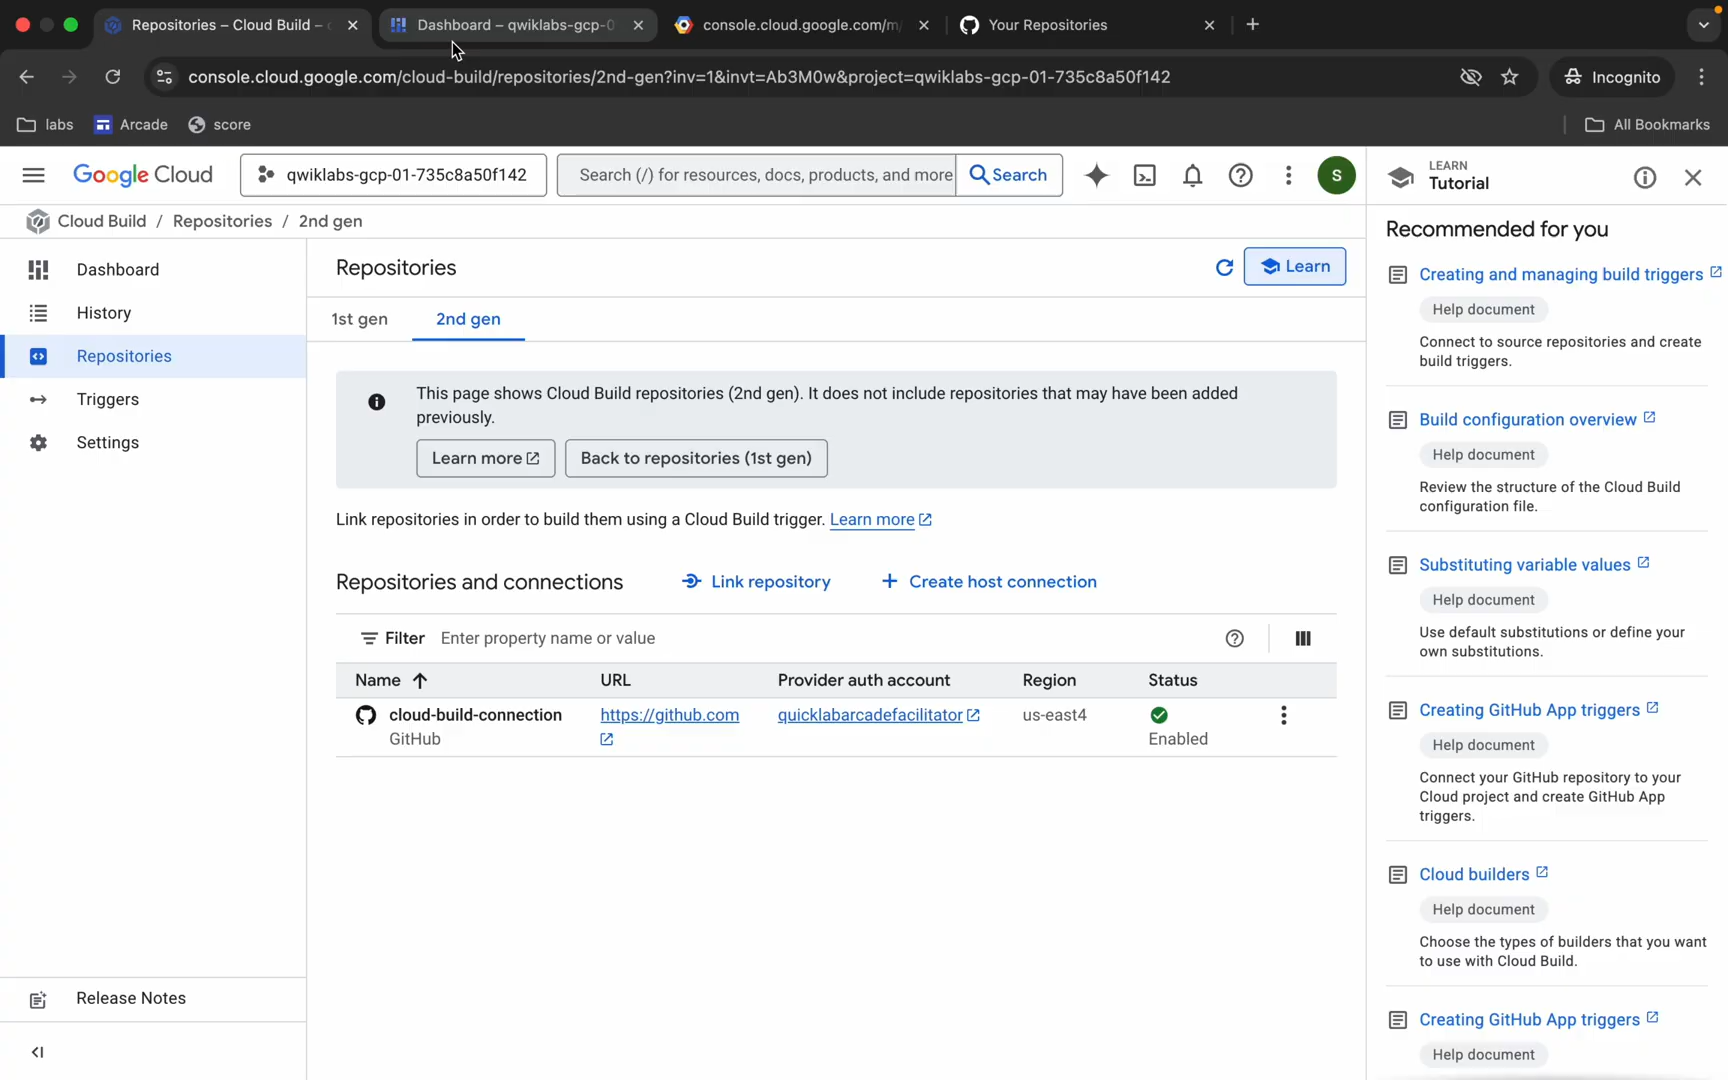 Repositories – Cloud Build –
Dashboard – qwiklabs-gcp-0
console.cloud.google.com/m
Your Repositories
console.cloud.google.com/cloud-build/repositories/2nd-gen?inv=1&invt=Ab3M0w&project=qwiklabs-gcp-01-735c8a50f142
Incognito
labs
Arcade
score
All Bookmarks
Google Cloud
qwiklabs-gcp-01-735c8a50f142
Search (/) for resources, docs, products, and more
Search
S
LEARN
Tutorial
Cloud Build / Repositories / 2nd gen
Dashboard
History
Repositories
Triggers
Settings
Release Notes
Repositories
Learn
1st gen
2nd gen
This page shows Cloud Build repositories (2nd gen). It does not include repositories that may have been added
previously.
Learn more
Back to repositories (1st gen)
Link repositories in order to build them using a Cloud Build trigger. Learn more
Repositories and connections
Link repository
Create host connection
Filter Enter property name or value
Name URL Provider auth account Region Status
cloud-build-connection https://github.com quicklabarcadefacilitator us-east4
GitHub Enabled
Recommended for you
Creating and managing build triggers
Help document
Connect to source repositories and create
build triggers.
Build configuration overview
Help document
Review the structure of the Cloud Build
configuration file.
Substituting variable values
Help document
Use default substitutions or define your
own substitutions.
Creating GitHub App triggers
Help document
Connect your GitHub repository to your
Cloud project and create GitHub App
triggers.
Cloud builders
Help document
Choose the types of builders that you want
to use with Cloud Build.
Creating GitHub App triggers
Help document